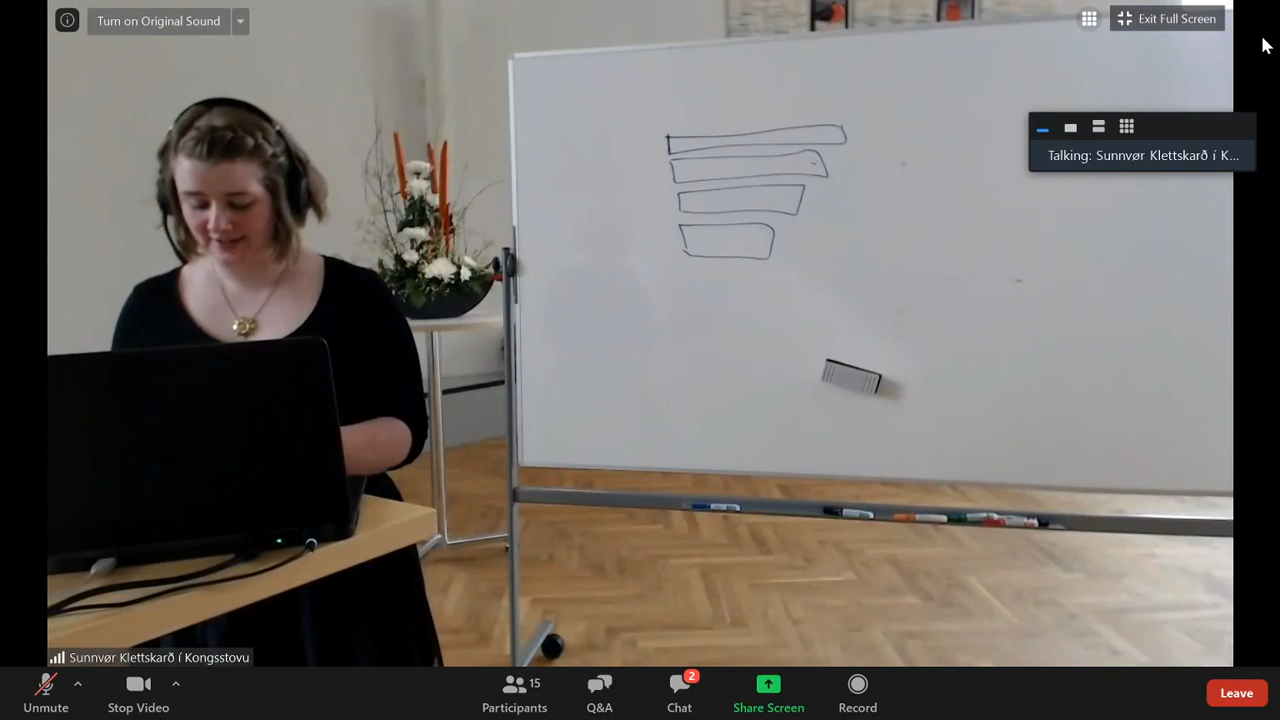 Turn on Original Sound
Exit Full Screen
Talking: Sunnvør Klettskarð í K...
Sunnvør Klettskarð í Kongsstovu
Unmute
Stop Video
15
Participants
Q&A
2
Chat
Share Screen
Record
Leave